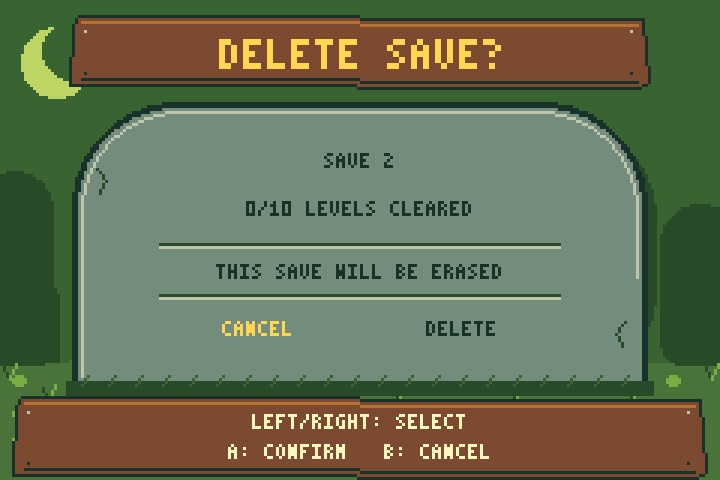 DELETE SAVE?
SAVE 2
0/10 LEVELS CLEARED
THIS SAVE WILL BE ERASED
CANCEL DELETE
LEFT/RIGHT: SELECT
A: CONFIRM B: CANCEL